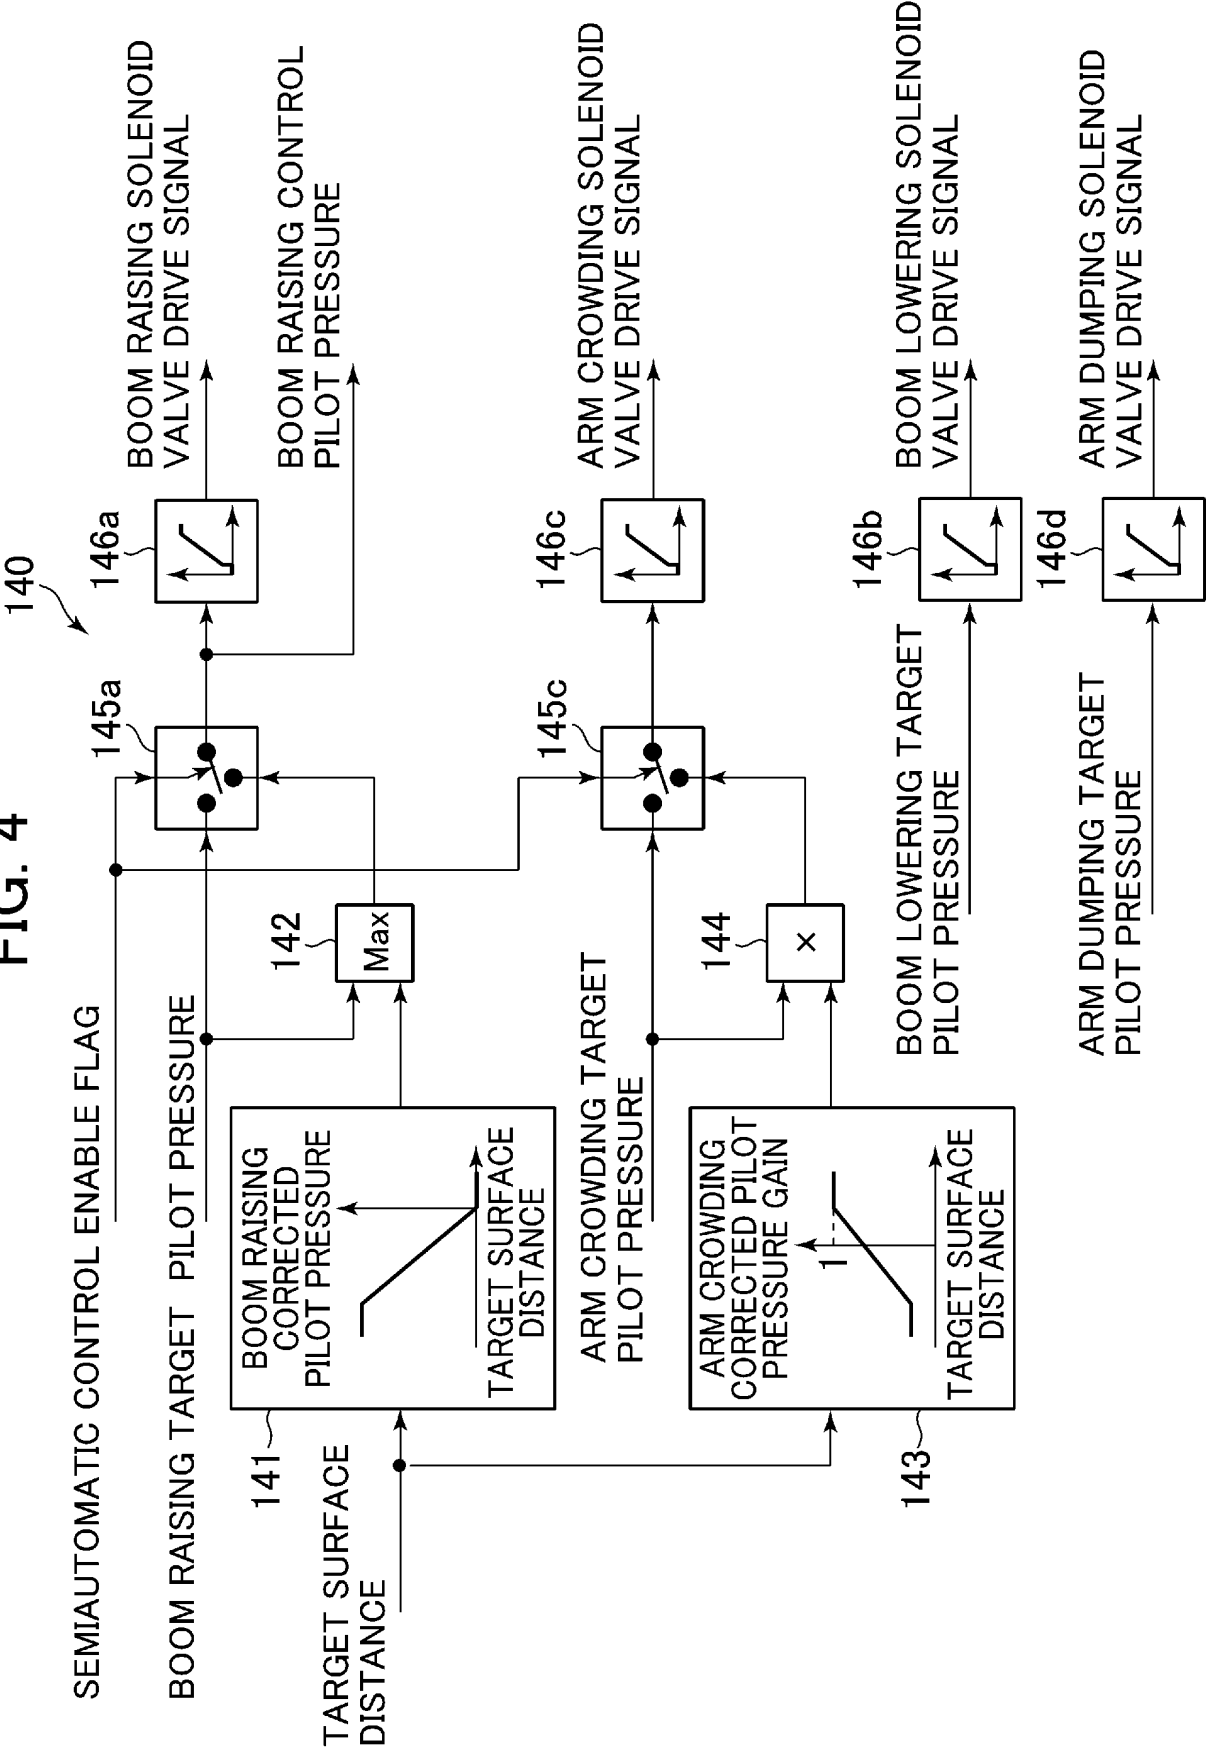 FIG. 4
140
SEMIAUTOMATIC CONTROL ENABLE FLAG
BOOM RAISING TARGET PILOT PRESSURE
TARGET SURFACE
DISTANCE
141
BOOM RAISING
CORRECTED
PILOT PRESSURE
TARGET SURFACE
DISTANCE
142
Max
145a
146a
BOOM RAISING SOLENOID
VALVE DRIVE SIGNAL
BOOM RAISING CONTROL
PILOT PRESSURE
ARM CROWDING TARGET
PILOT PRESSURE
143
ARM CROWDING
CORRECTED PILOT
PRESSURE GAIN
1
TARGET SURFACE
DISTANCE
144
×
145c
146c
ARM CROWDING SOLENOID
VALVE DRIVE SIGNAL
BOOM LOWERING TARGET
PILOT PRESSURE
146b
BOOM LOWERING SOLENOID
VALVE DRIVE SIGNAL
ARM DUMPING TARGET
PILOT PRESSURE
146d
ARM DUMPING SOLENOID
VALVE DRIVE SIGNAL